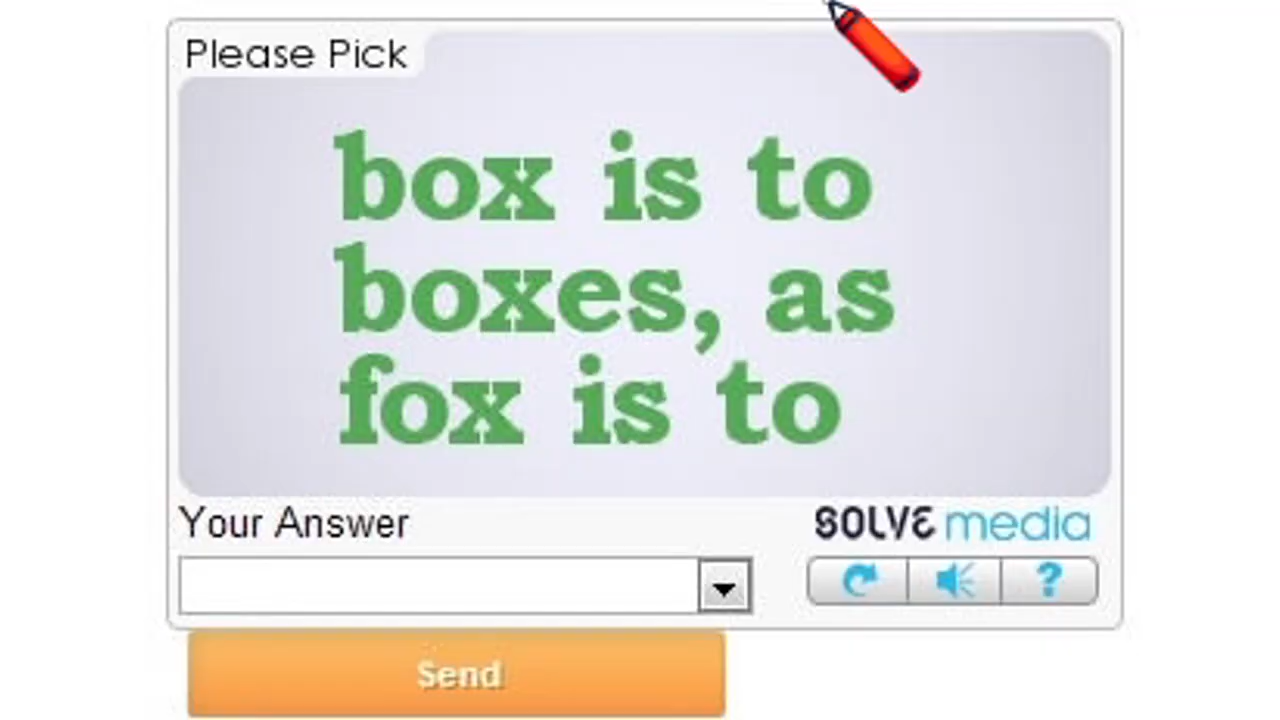 Please Pick
box is to
boxes, as
fox is to
Your Answer
SOLVE media
?
Send